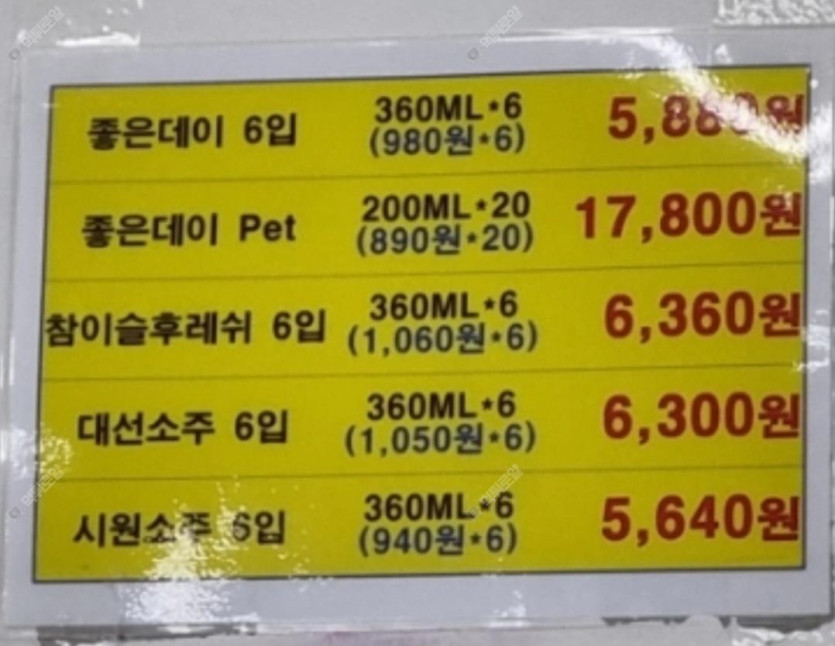 좋은데이 6입 360ML*6 5,880원
(980원*6)
좋은데이 Pet 200ML*20 17,800원
(890원*20)
참이슬후레쉬 6입 360ML*6 6,360원
(1,060원*6)
대선소주 6입 360ML*6 6,300원
(1,050원*6)
시원소주 6입 360ML*6 5,640원
(940원*6)